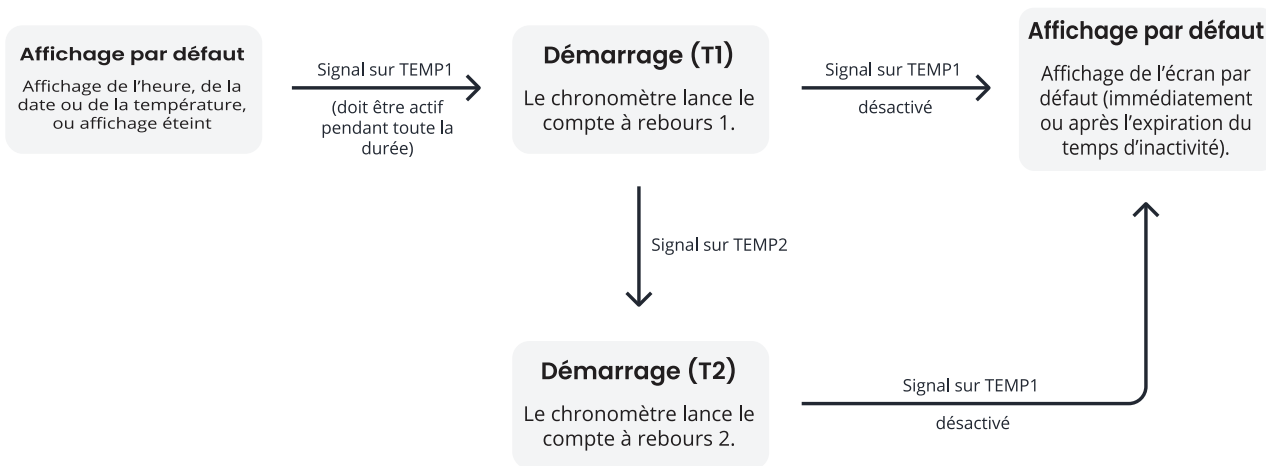 Affichage par défaut
Affichage de l'heure, de la
date ou de la température,
ou affichage éteint
Signal sur TEMP1
(doit être actif
pendant toute la
durée)
Démarrage (T1)
Le chronomètre lance le
compte à rebours 1.
Signal sur TEMP1
désactivé
Affichage par défaut
Affichage de l’écran par
défaut (immédiatement
ou après l’expiration du
temps d’inactivité).
Signal sur TEMP2
Démarrage (T2)
Le chronomètre lance le
compte à rebours 2.
Signal sur TEMP1
désactivé